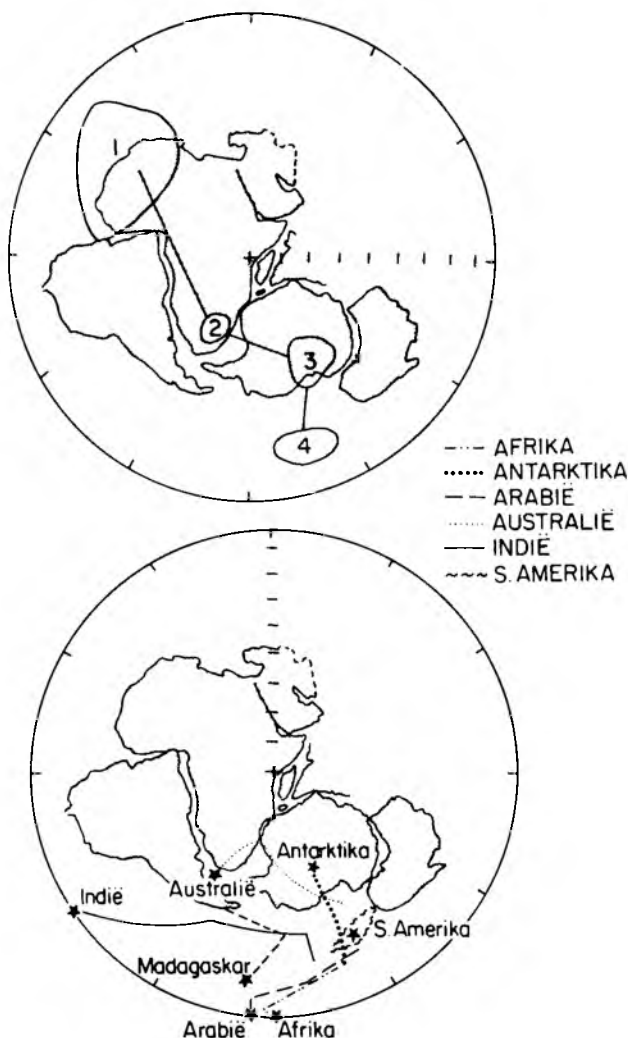 1
2
3
4
AFRIKA
ANTARKTIKA
ARABIË
AUSTRALIË
INDIË
S. AMERIKA
Antarktika
Australië
Indië
S. Amerika
Madagaskar
Arabië
Afrika